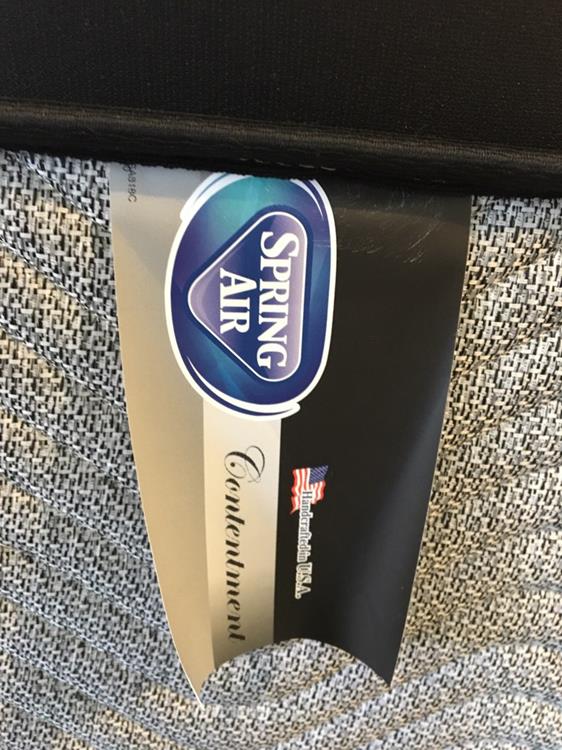 SPRING
AIR
Handcrafted in U.S.A.
Contentment